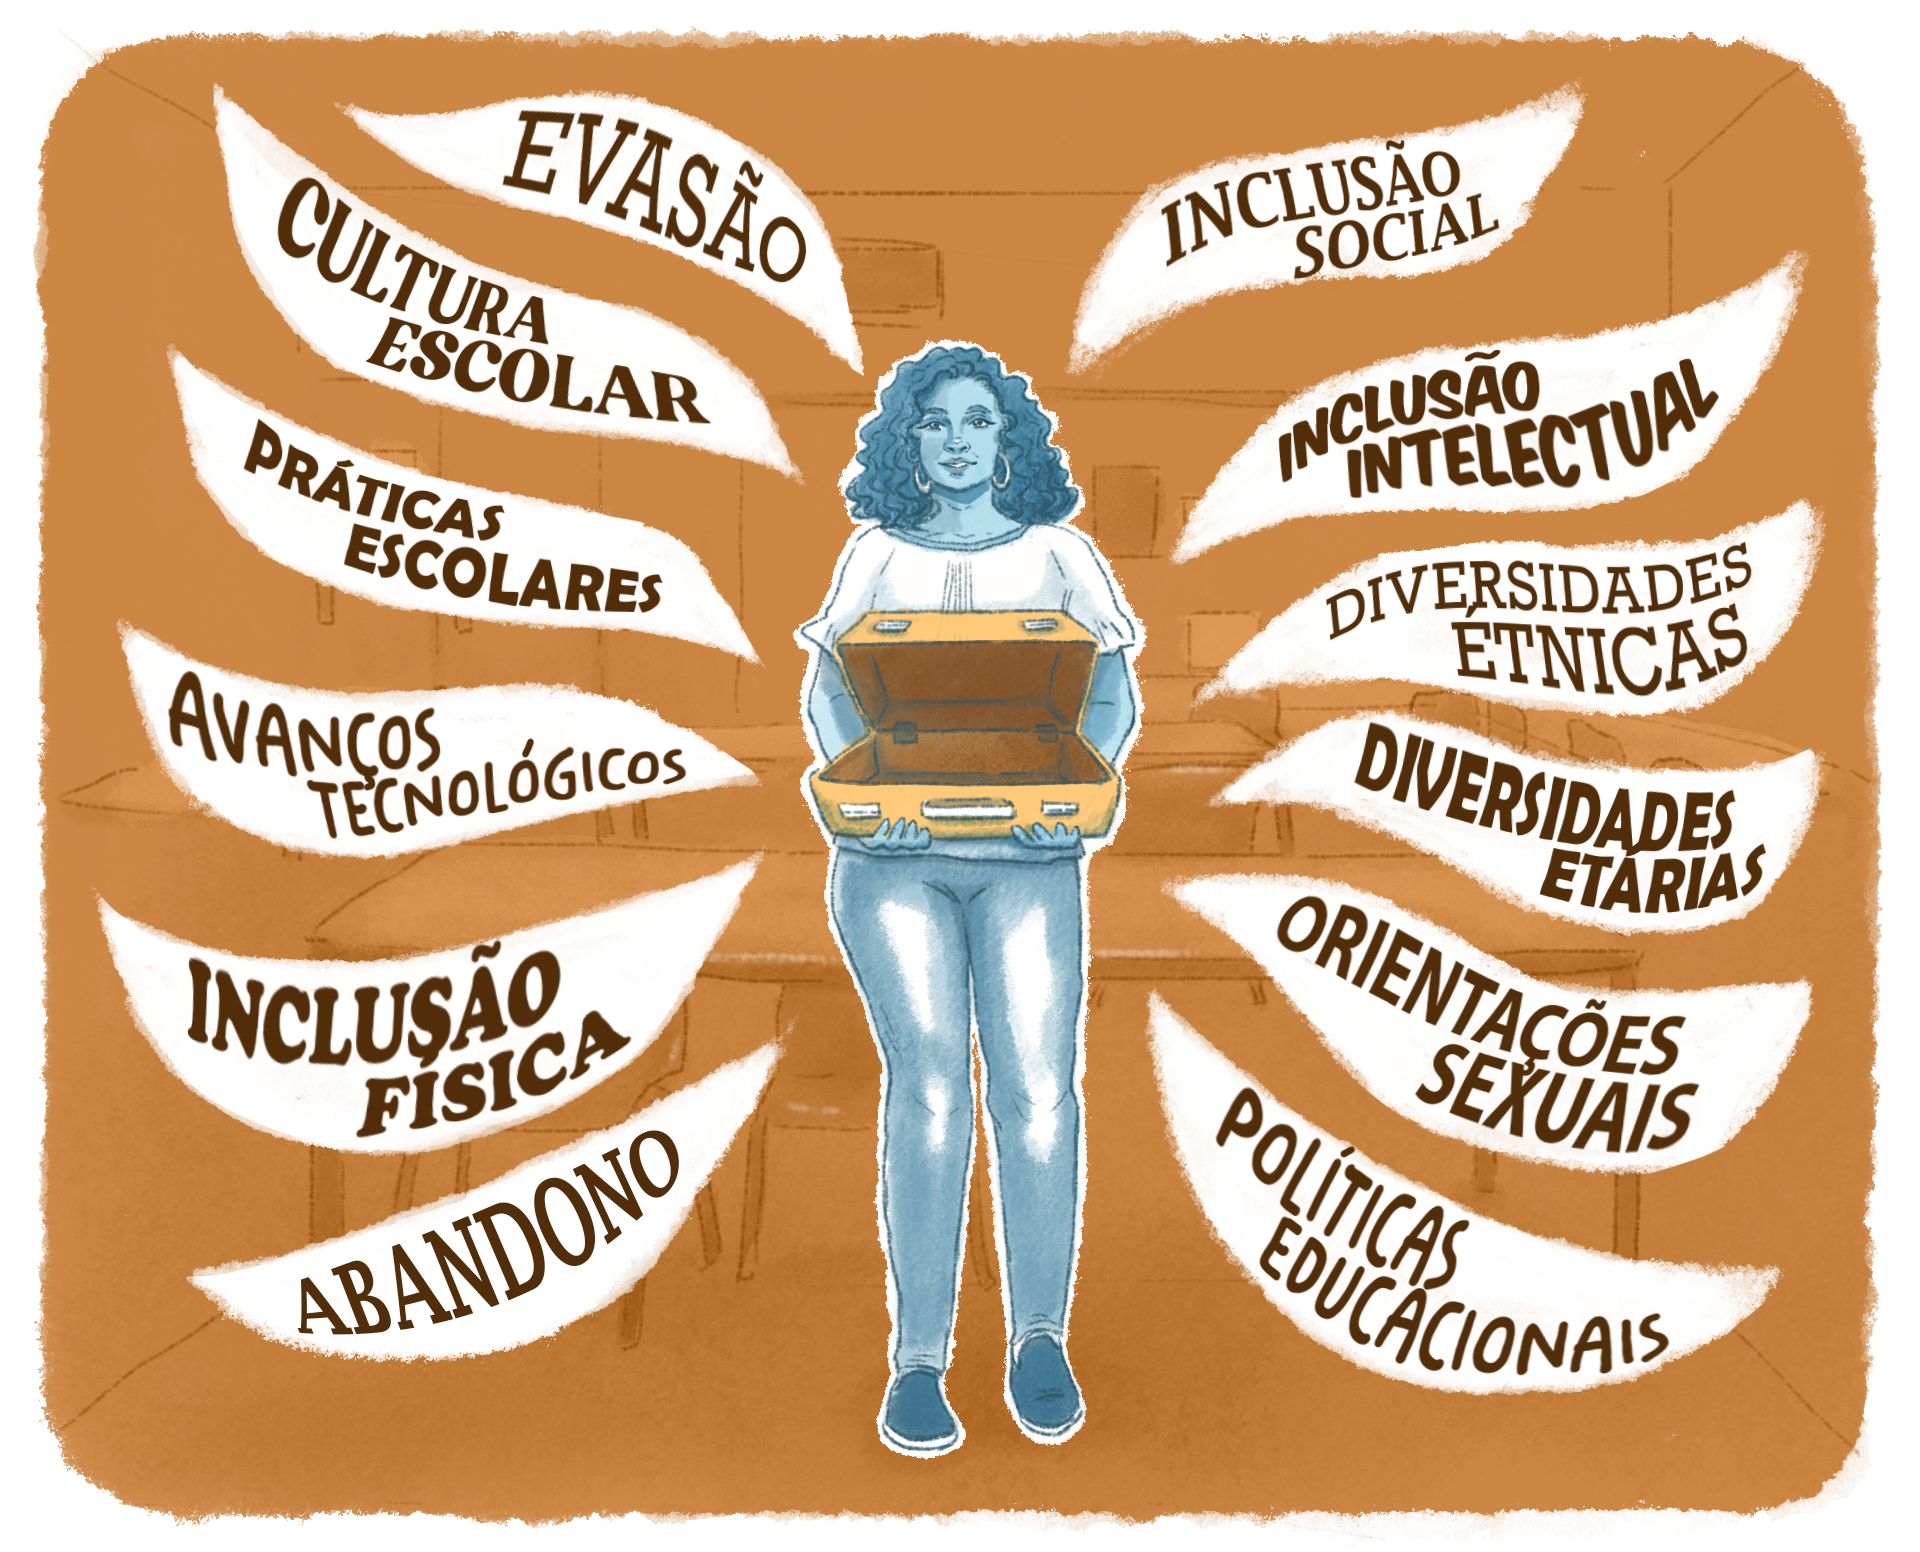 EVASÃO
CULTURA
ESCOLAR
PRÁTICAS
ESCOLARES
AVANÇOS
TECNOLÓGICOS
INCLUSÃO
FÍSICA
ABANDONO
INCLUSÃO
SOCIAL
INCLUSÃO
INTELECTUAL
DIVERSIDADES
ÉTNICAS
DIVERSIDADES
ETÁRIAS
ORIENTAÇÕES
SEXUAIS
POLÍTICAS
EDUCACIONAIS